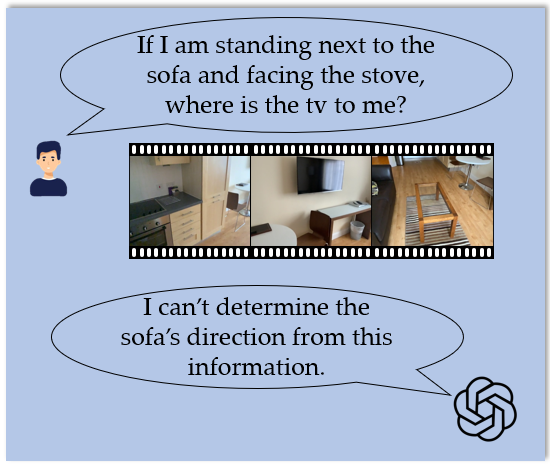 If I am standing next to the
sofa and facing the stove,
where is the tv to me?
I can’t determine the
sofa’s direction from this
information.